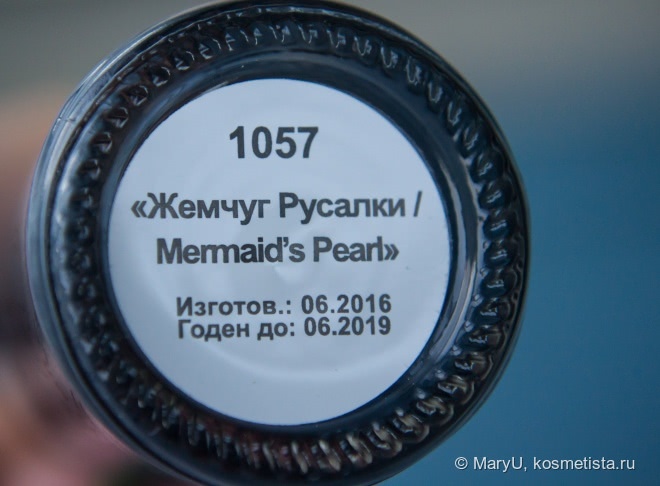 1057
«Жемчуг Русалки /
Mermaid's Pearl»
Изготов.: 06.2016
Годен до: 06.2019
© MaryU, kosmetista.ru